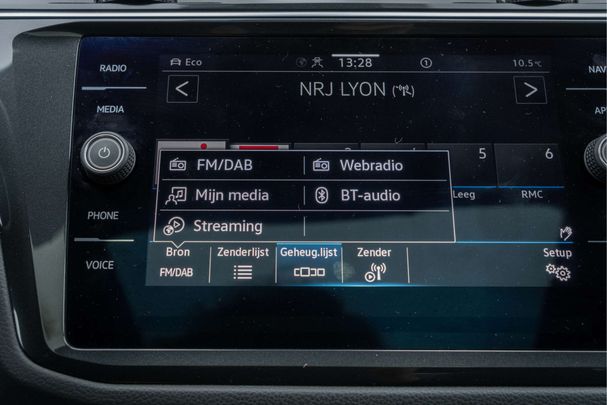 RADIO
Eco
13:28
1
10.5°C
NAV
MEDIA
NRJ LYON
FM/DAB
Webradio
5
6
Mijn media
BT-audio
Leeg
RMC
Streaming
PHONE
Bron
Zenderlijst
Geheug.lijst
Zender
Setup
FM/DAB
VOICE